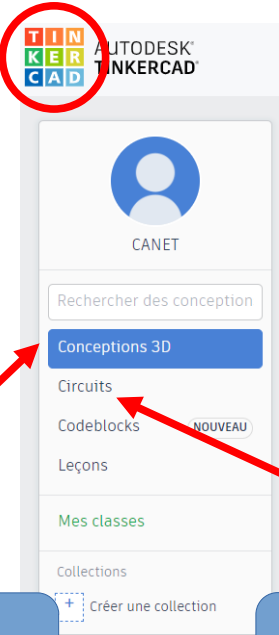 TIN
KER
CAD
AUTODESK®
TINKERCAD®
CANET
Rechercher des conception
Conceptions 3D
Circuits
Codeblocks NOUVEAU
Leçons
Mes classes
Collections
+ Créer une collection